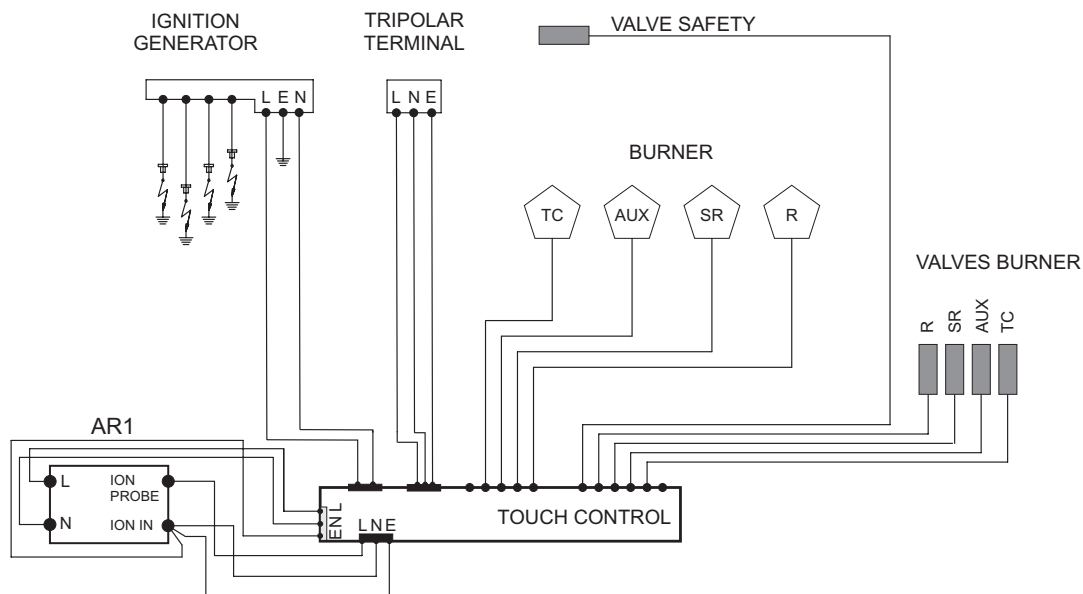 IGNITION
GENERATOR
TRIPOLAR
TERMINAL
VALVE SAFETY
L E N
L N E
BURNER
TC
AUX
SR
R
VALVES BURNER
R
SR
AUX
TC
AR1
L
ION
PROBE
N
ION IN
E N L
L N E
TOUCH CONTROL